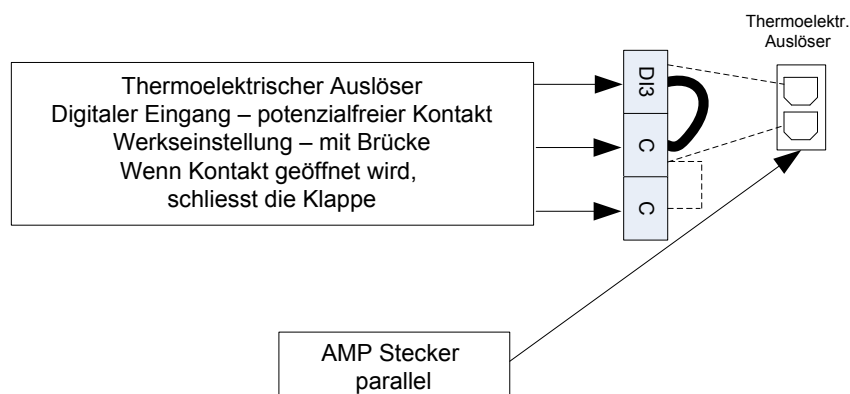 Thermoelektr.
Auslöser
Thermoelektrischer Auslöser
Digitaler Eingang – potenzialfreier Kontakt
Werkseinstellung – mit Brücke
Wenn Kontakt geöffnet wird,
schliesst die Klappe
DI3
C
C
AMP Stecker
parallel